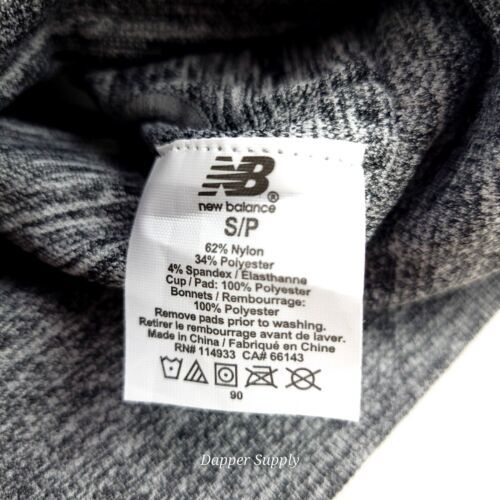 NB
new balance®
S/P
62% Nylon
34% Polyester
4% Spandex / Élasthanne
Cup / Pad: 100% Polyester
Bonnets / Rembourrage:
100% Polyester
Remove pads prior to washing.
Retirer le rembourrage avant de laver.
Made in China / Fabriqué en Chine
RN# 114933 CA# 66143
90
Dapper Supply